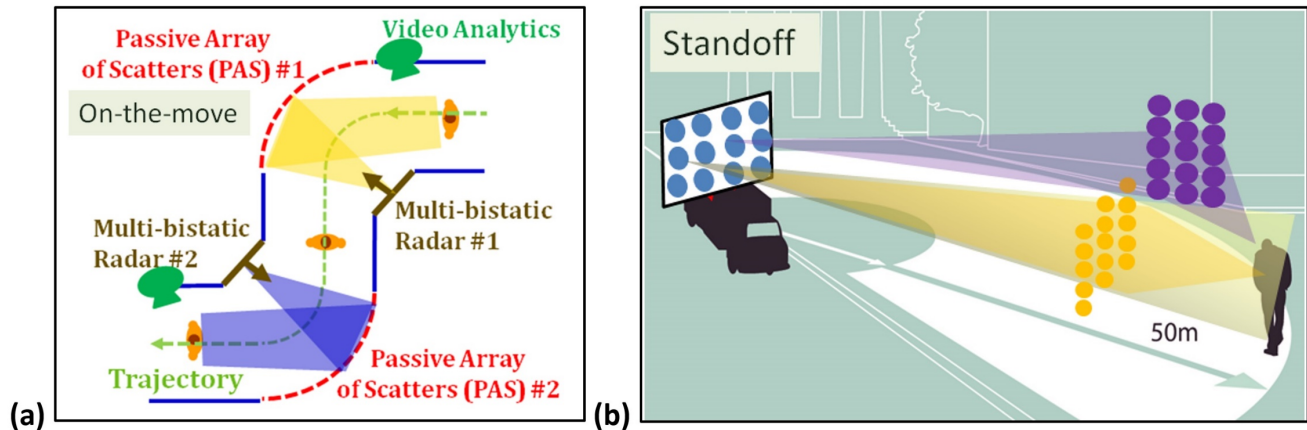 Video Analytics
Passive Array
of Scatters (PAS) #1
On-the-move
Multi-bistatic
Radar #1
Multi-bistatic
Radar #2
Trajectory
Passive Array
of Scatters (PAS) #2
(a)
Standoff
50m
(b)